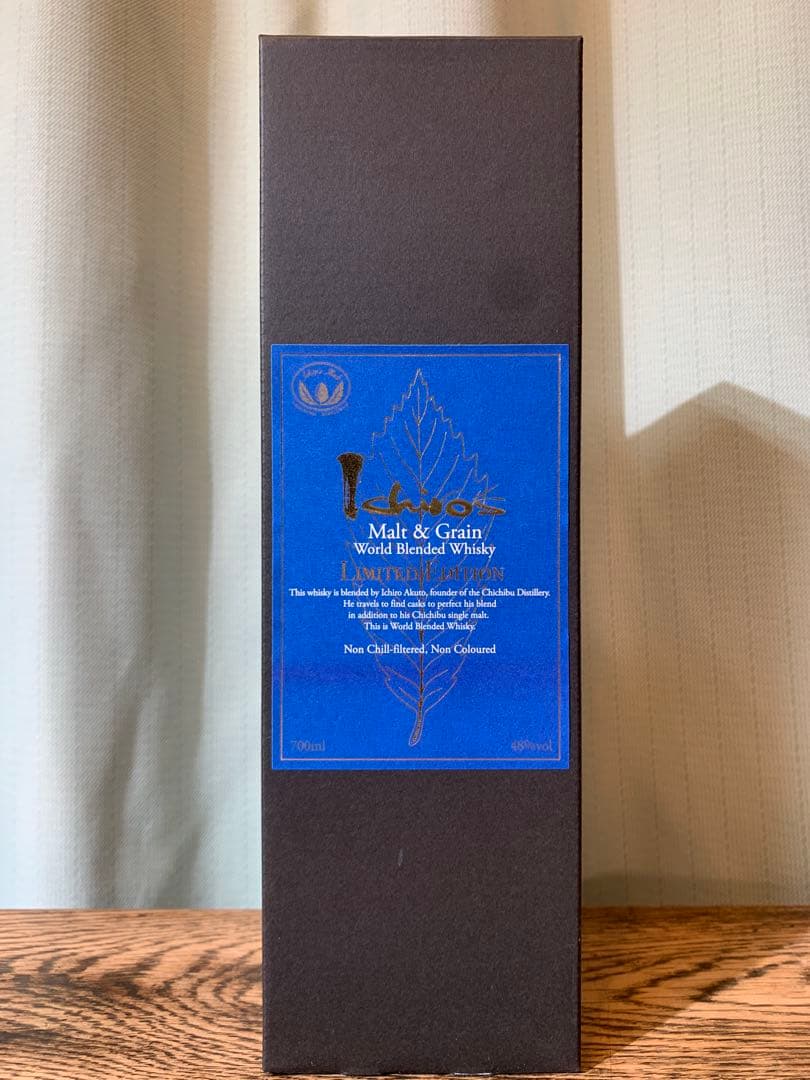 Ichiro's
Malt & Grain
World Blended Whisky
LIMITED EDITION
This whisky is blended by Ichiro Akuto, founder of the Chichibu Distillery.
He travels to find casks to perfect his blend
in addition to his Chichibu single malt.
This is World Blended Whisky.
Non Chill-filtered, Non Coloured
700ml
48%vol